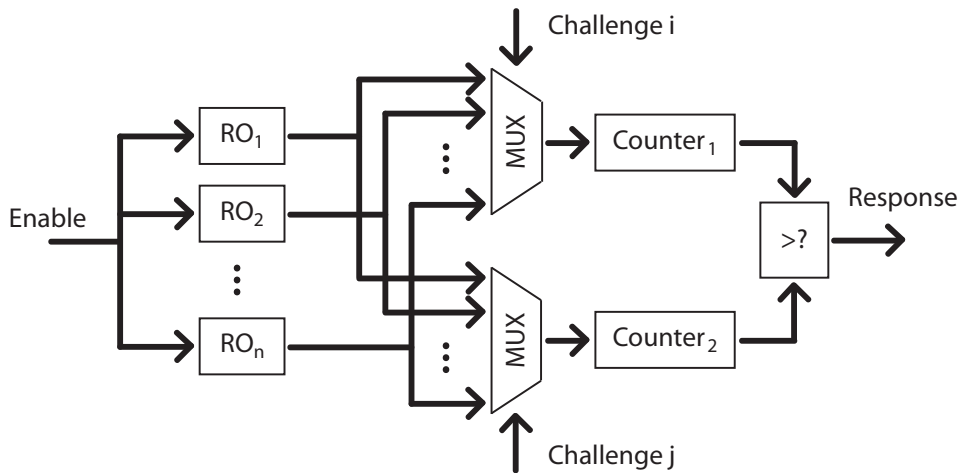 Challenge i
RO₁
MUX
Counter₁
RO₂
Enable
>?
Response
ROₙ
MUX
Counter₂
Challenge j